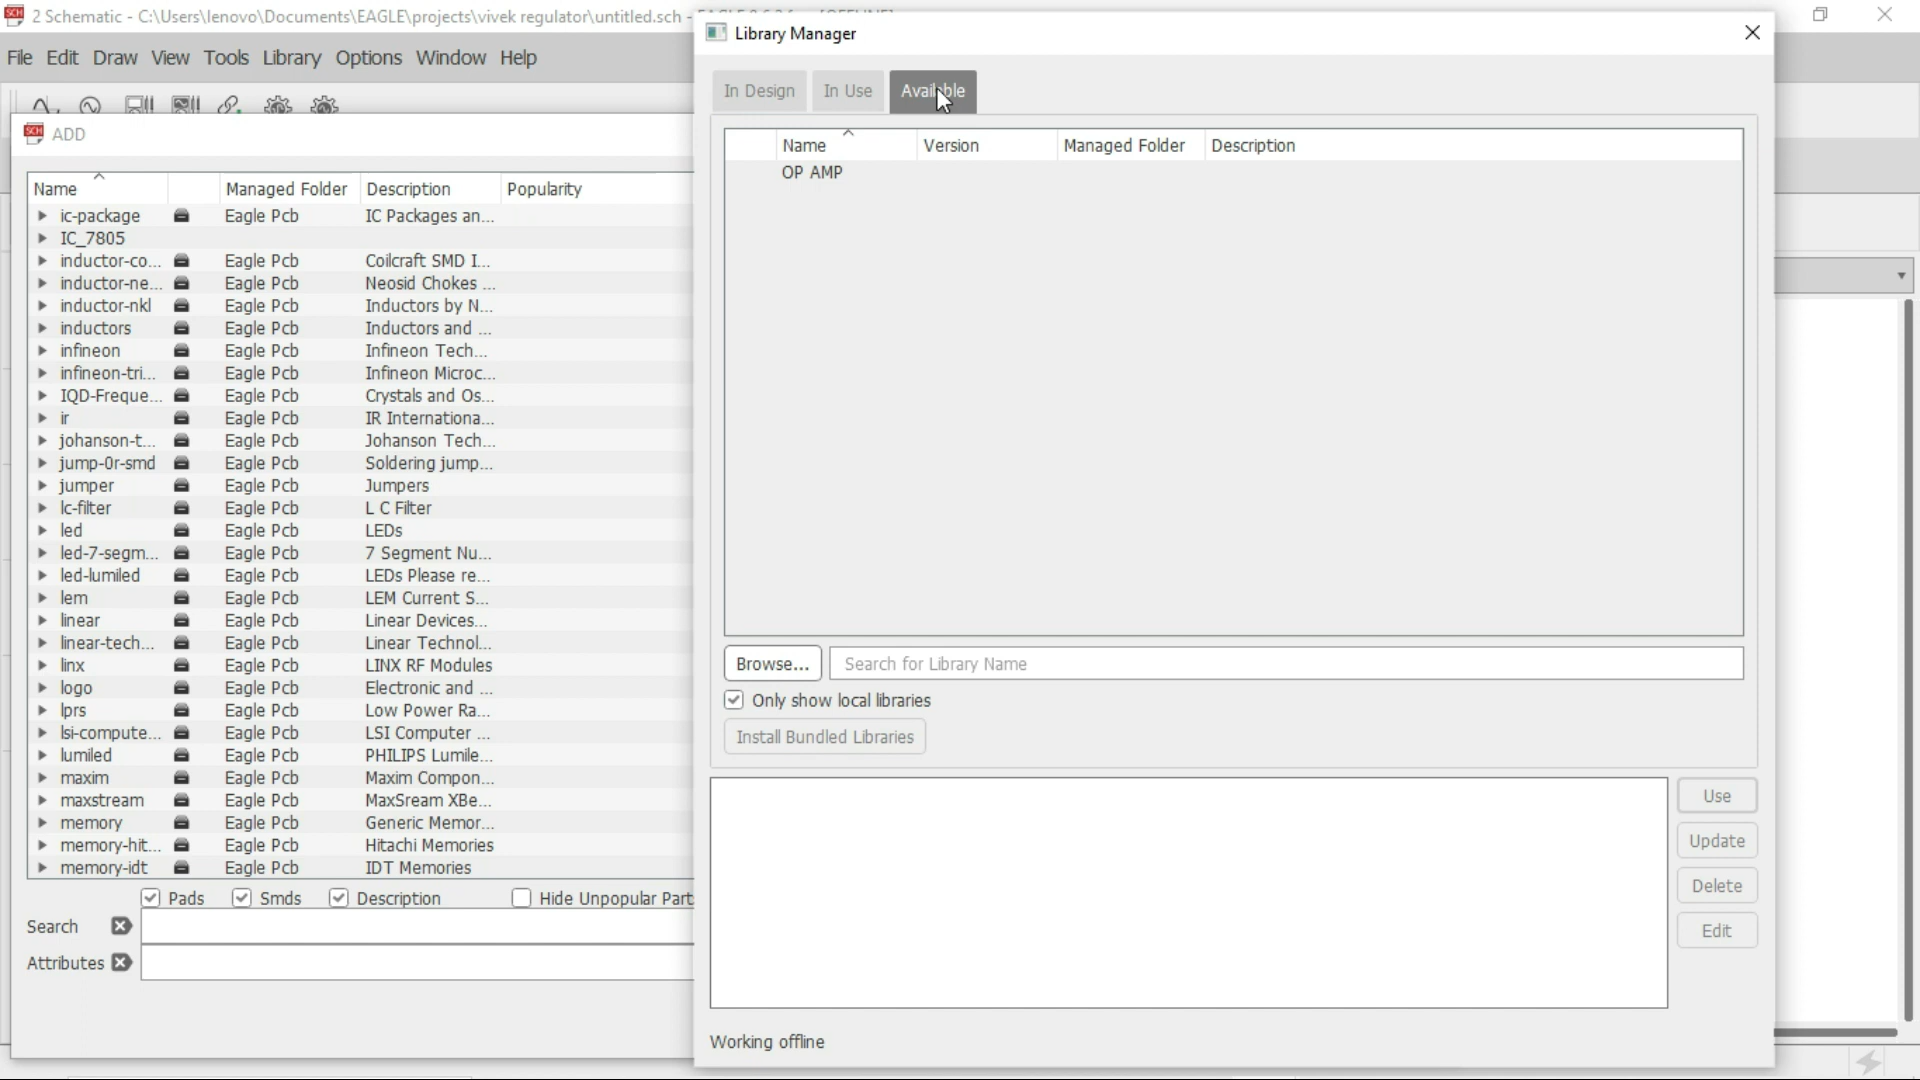 2 Schematic - C:\Users\lenovo\Documents\EAGLE\projects\vivek regulator\untitled.sch -
File Edit Draw View Tools Library Options Window Help
ADD
Name Managed Folder Description Popularity
ic-package Eagle Pcb IC Packages an...
IC_7805
inductor-co... Eagle Pcb Coilcraft SMD I...
inductor-ne... Eagle Pcb Neosid Chokes ...
inductor-nkl Eagle Pcb Inductors by N...
inductors Eagle Pcb Inductors and ...
infineon Eagle Pcb Infineon Tech...
infineon-tri... Eagle Pcb Infineon Microc...
IQD-Freque... Eagle Pcb Crystals and Os...
ir Eagle Pcb IR Internationa...
johanson-t... Eagle Pcb Johanson Tech...
jump-0r-smd Eagle Pcb Soldering jump...
jumper Eagle Pcb Jumpers
lc-filter Eagle Pcb L C Filter
led Eagle Pcb LEDs
led-7-segm... Eagle Pcb 7 Segment Nu...
led-lumiled Eagle Pcb LEDs Please re...
lem Eagle Pcb LEM Current S...
linear Eagle Pcb Linear Devices...
linear-tech... Eagle Pcb Linear Technol...
linx Eagle Pcb LINX RF Modules
logo Eagle Pcb Electronic and ...
lprs Eagle Pcb Low Power Ra...
lsi-compute... Eagle Pcb LSI Computer ...
lumiled Eagle Pcb PHILIPS Lumile...
maxim Eagle Pcb Maxim Compon...
maxstream Eagle Pcb MaxSream XBe...
memory Eagle Pcb Generic Memor...
memory-hit... Eagle Pcb Hitachi Memories
memory-idt Eagle Pcb IDT Memories
Pads Smds Description Hide Unpopular Part
Search
Attributes
Library Manager
In Design In Use Available
Name Version Managed Folder Description
OP AMP
Browse... Search for Library Name
Only show local libraries
Install Bundled Libraries
Use
Update
Delete
Edit
Working offline